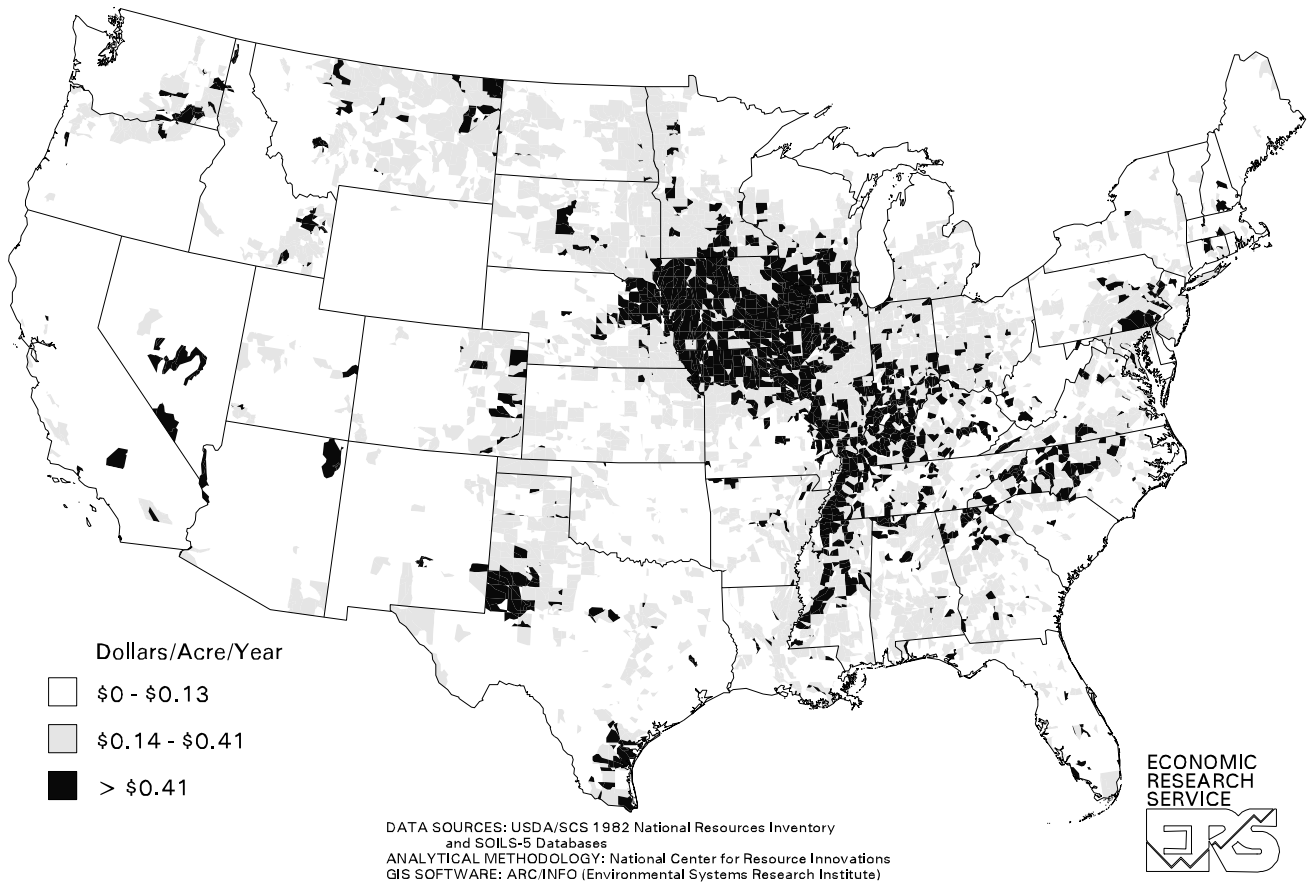 Dollars/Acre/Year
$0 - $0.13
$0.14 - $0.41
> $0.41
DATA SOURCES: USDA/SCS 1982 National Resources Inventory
and SOILS-5 Databases
ANALYTICAL METHODOLOGY: National Center for Resource Innovations
GIS SOFTWARE: ARC/INFO (Environmental Systems Research Institute)
ECONOMIC
RESEARCH
SERVICE
ERS